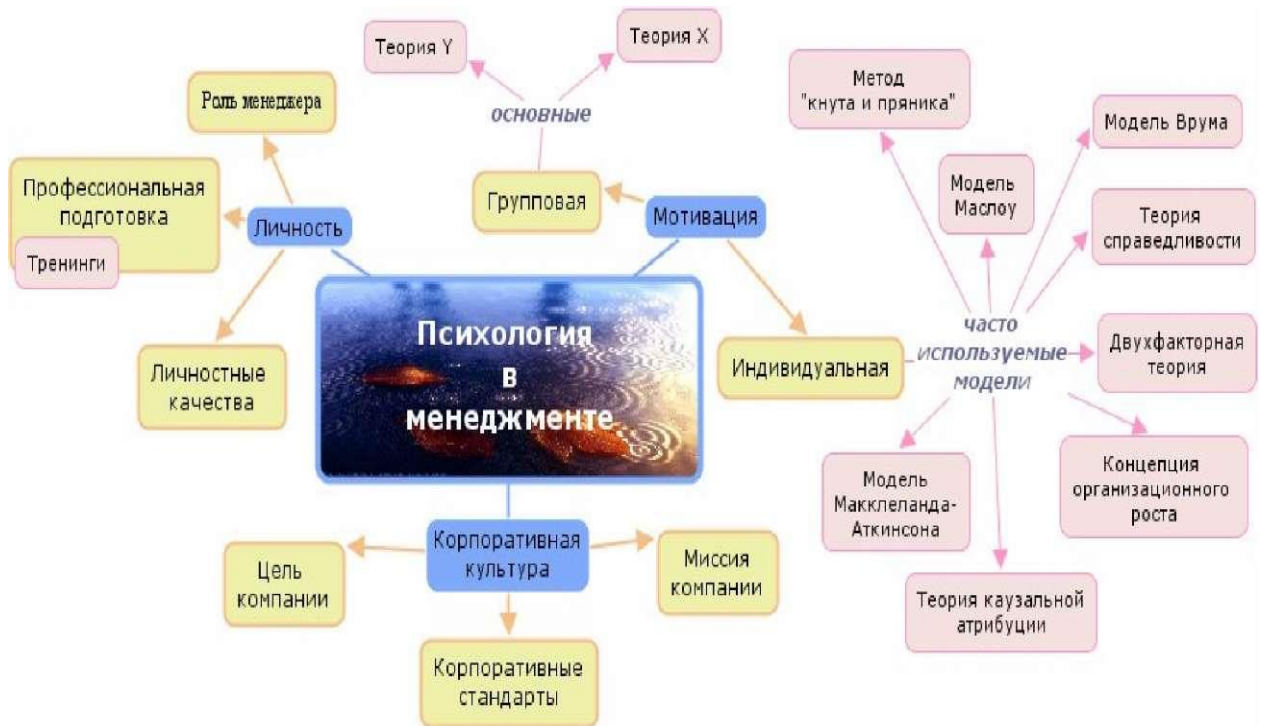 Теория Y
Теория X
Роль менеджера
основные
Метод
"кнута и пряника"
Модель Врума
Профессиональная
подготовка
Тренинги
Личность
Групповая
Мотивация
Модель
Маслоу
Теория
справедливости
Психология
в
менеджменте
Личностные
качества
Индивидуальная
часто
используемые
модели
Двухфакторная
теория
Модель
Макклеланда-
Аткинсона
Концепция
организационного
роста
Корпоративная
культура
Цель
компании
Миссия
компании
Теория каузальной
атрибуции
Корпоративные
стандарты